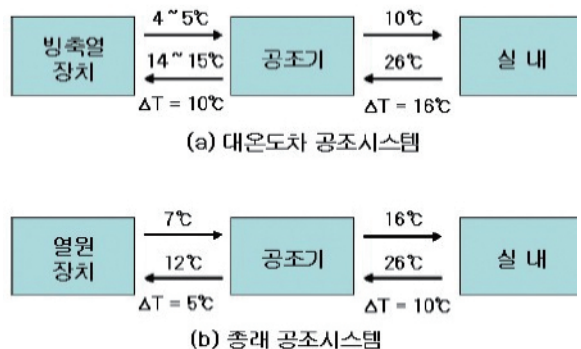 빙축열
장치
4~5℃
14~15℃
ΔT = 10℃
공조기
10℃
26℃
ΔT = 16℃
실 내
(a) 대온도차 공조시스템
열원
장치
7℃
12℃
ΔT = 5℃
공조기
16℃
26℃
ΔT = 10℃
실 내
(b) 종래 공조시스템